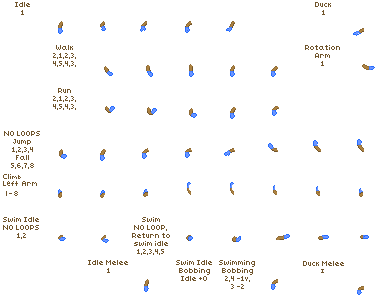 Idle
1
Duck
1
Walk
2,1,2,3,
4,5,4,3,
Rotation
Arm
1
Run
2,1,2,3,
4,5,4,3,
NO LOOPS
Jump
1,2,3,4
Fall
5,6,7,8
Climb
Left Arm
1-8
Swim Idle
NO LOOPS
1,2
Swim
NO LOOP,
Return to
swim idle
1,2,3,4,5
Swim Idle
Bobbing
Idle +0
Swimming
Bobbing
2,4 -1v,
3 -2
Idle Melee
1
Duck Melee
1